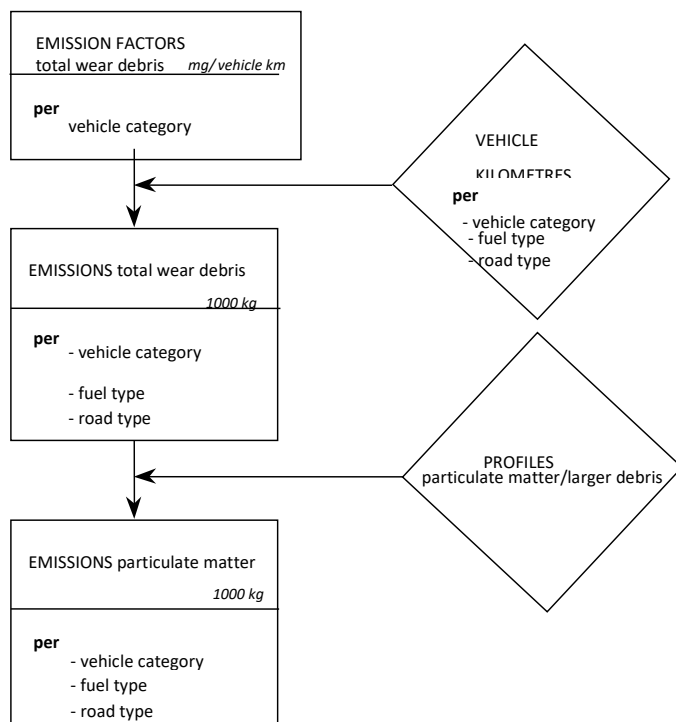 EMISSION FACTORS
total wear debris mg/ vehicle km
per
vehicle category
VEHICLE
KILOMETRES
per
- vehicle category
- fuel type
- road type
EMISSIONS total wear debris
1000 kg
per
- vehicle category
- fuel type
- road type
PROFILES
particulate matter/larger debris
EMISSIONS particulate matter
1000 kg
per
- vehicle category
- fuel type
- road type